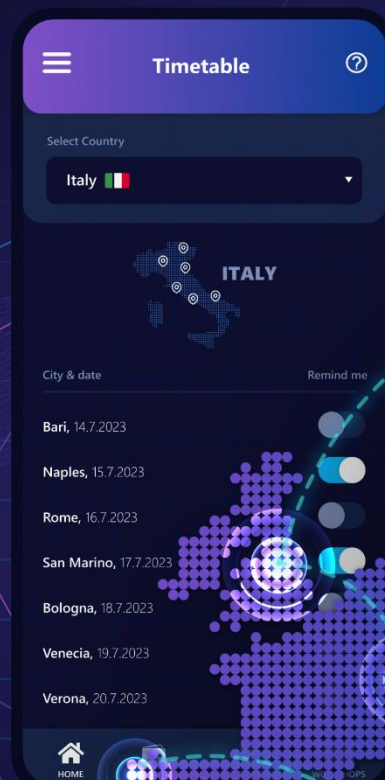 Timetable
Select Country
Italy
ITALY
City & date Remind me
Bari, 14.7.2023
Naples, 15.7.2023
Rome, 16.7.2023
San Marino, 17.7.2023
Bologna, 18.7.2023
Venecia, 19.7.2023
Verona, 20.7.2023
HOME